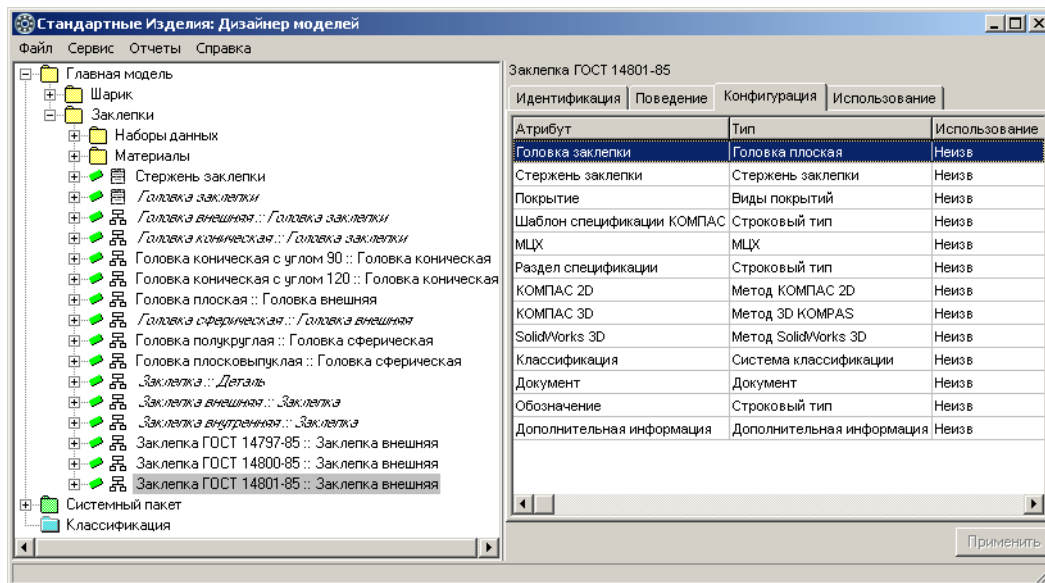 Стандартные Изделия: Дизайнер моделей
Файл Сервис Отчеты Справка
Главная модель
Шарик
Заклепки
Наборы данных
Материалы
Стержень заклепки
Головка заклепки
Головка внешняя :: Головка заклепки
Головка коническая :: Головка заклепки
Головка коническая с углом 90 :: Головка коническая
Головка коническая с углом 120 :: Головка коническая
Головка плоская :: Головка внешняя
Головка сферическая :: Головка внешняя
Головка полукруглая :: Головка сферическая
Головка плосковыпуклая :: Головка сферическая
Заклепка :: Деталь
Заклепка внешняя :: Заклепка
Заклепка внутренняя :: Заклепка
Заклепка ГОСТ 14797-85 :: Заклепка внешняя
Заклепка ГОСТ 14800-85 :: Заклепка внешняя
Заклепка ГОСТ 14801-85 :: Заклепка внешняя
Системный пакет
Классификация
Заклепка ГОСТ 14801-85
Идентификация Поведение Конфигурация Использование
Атрибут Тип Использование
Головка заклепки Головка плоская Неизв
Стержень заклепки Стержень заклепки Неизв
Покрытие Виды покрытий Неизв
Шаблон спецификации КОМПАС Строковый тип Неизв
МЦХ МЦХ Неизв
Раздел спецификации Строковый тип Неизв
КОМПАС 2D Метод КОМПАС 2D Неизв
КОМПАС 3D Метод 3D KOMPAS Неизв
SolidWorks 3D Метод SolidWorks 3D Неизв
Классификация Система классификации Неизв
Документ Документ Неизв
Обозначение Строковый тип Неизв
Дополнительная информация Дополнительная информация Неизв
Применить